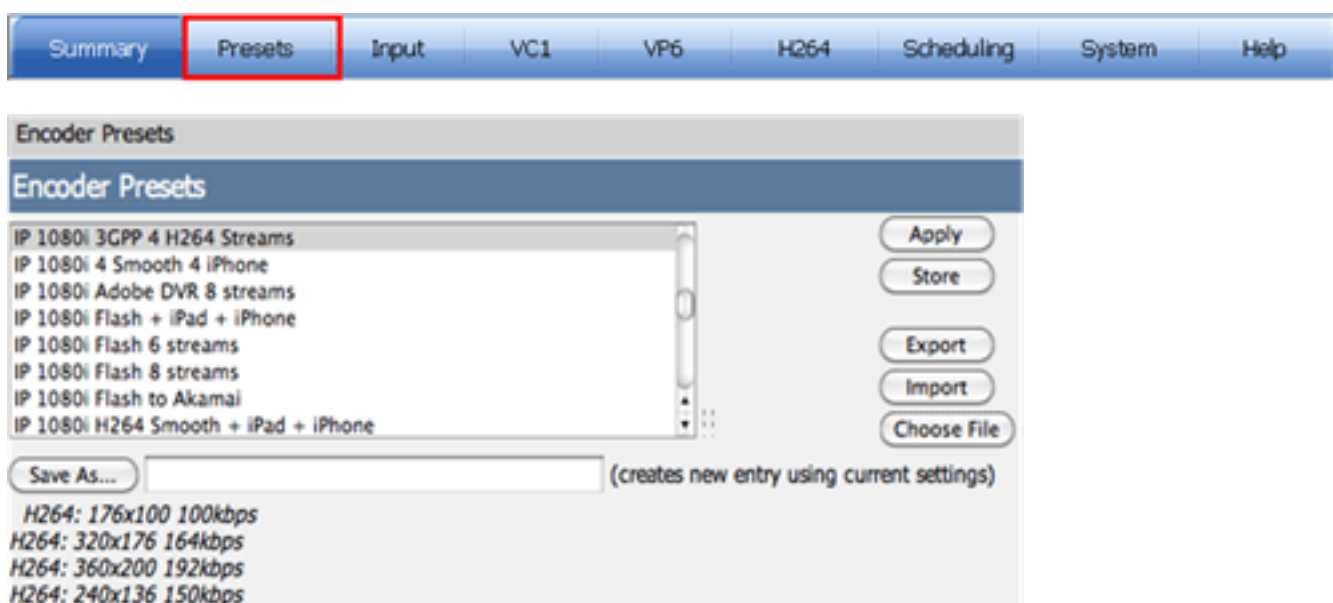 Summary Presets Input VC1 VP6 H264 Scheduling System Help
Encoder Presets
Encoder Presets
IP 1080i 3GPP 4 H264 Streams
IP 1080i 4 Smooth 4 iPhone
IP 1080i Adobe DVR 8 streams
IP 1080i Flash + iPad + iPhone
IP 1080i Flash 6 streams
IP 1080i Flash 8 streams
IP 1080i Flash to Akamai
IP 1080i H264 Smooth + iPad + iPhone
Apply
Store
Export
Import
Choose File
Save As... (creates new entry using current settings)
H264: 176x100 100kbps
H264: 320x176 164kbps
H264: 360x200 192kbps
H264: 240x136 150kbps